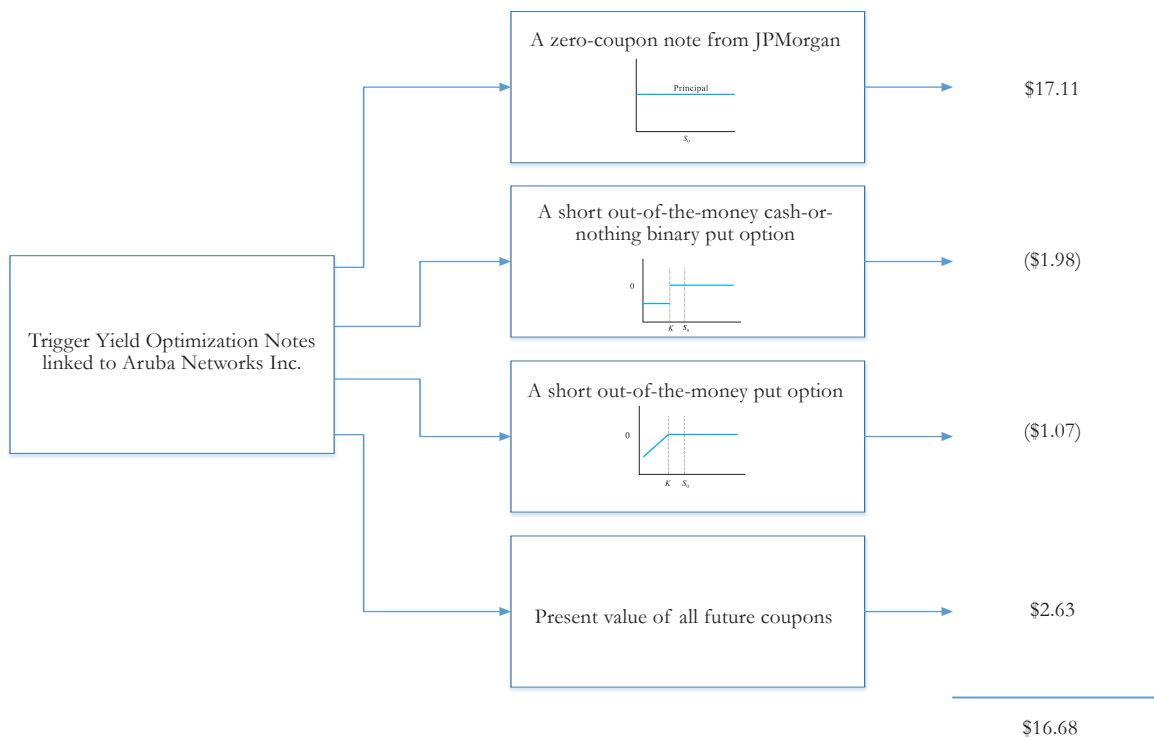 A zero-coupon note from JPMorgan
Principal
S₀
$17.11
A short out-of-the-money cash-or-
nothing binary put option
0
K S₀
($1.98)
Trigger Yield Optimization Notes
linked to Aruba Networks Inc.
A short out-of-the-money put option
0
K S₀
($1.07)
Present value of all future coupons
$2.63
$16.68